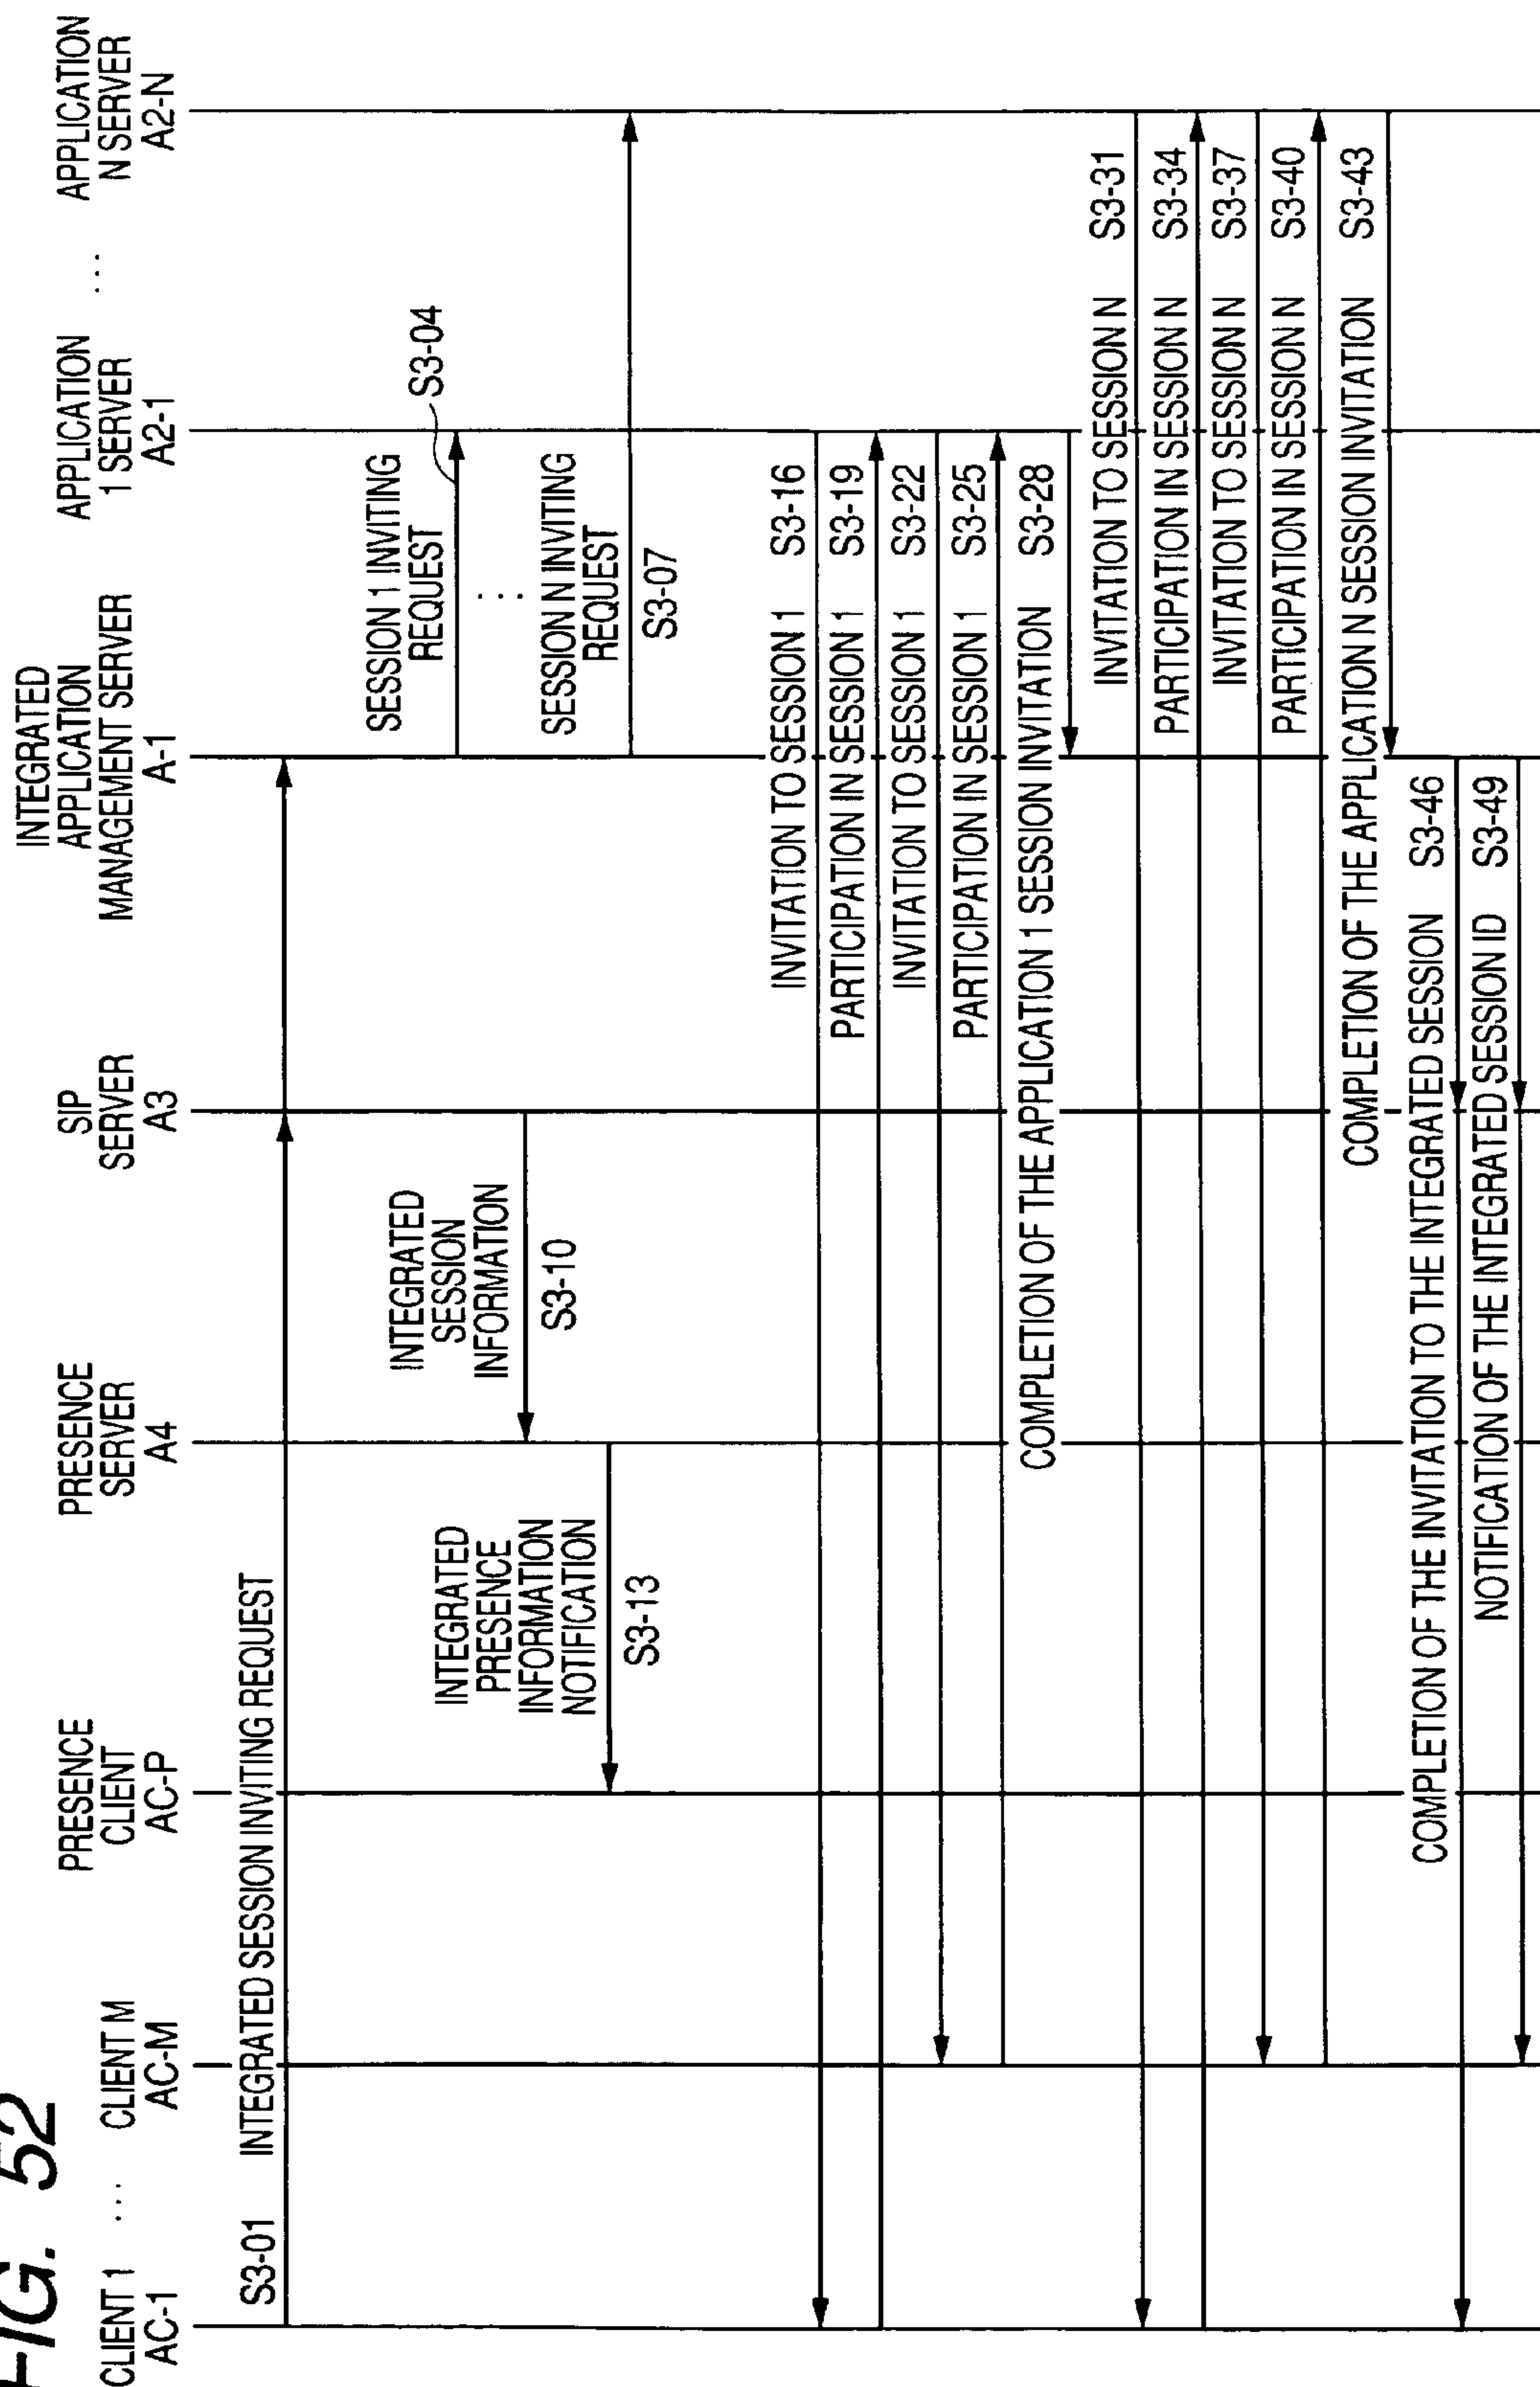 FIG. 52
CLIENT 1
AC-1
...
CLIENT M
AC-M
PRESENCE
CLIENT
AC-P
PRESENCE
SERVER
A4
SIP
SERVER
A3
INTEGRATED
APPLICATION
MANAGEMENT SERVER
A-1
APPLICATION
1 SERVER
A2-1
...
APPLICATION
N SERVER
A2-N
S3-01 INTEGRATED SESSION INVITING REQUEST
SESSION 1 INVITING
REQUEST
S3-04
...
SESSION N INVITING
REQUEST
S3-07
INTEGRATED
SESSION
INFORMATION
S3-10
INTEGRATED
PRESENCE
INFORMATION
NOTIFICATION
S3-13
INVITATION TO SESSION 1 S3-16
PARTICIPATION IN SESSION 1 S3-19
INVITATION TO SESSION 1 S3-22
PARTICIPATION IN SESSION 1 S3-25
COMPLETION OF THE APPLICATION 1 SESSION INVITATION S3-28
INVITATION TO SESSION N S3-31
PARTICIPATION IN SESSION N S3-34
INVITATION TO SESSION N S3-37
PARTICIPATION IN SESSION N S3-40
COMPLETION OF THE APPLICATION N SESSION INVITATION S3-43
COMPLETION OF THE INVITATION TO THE INTEGRATED SESSION S3-46
NOTIFICATION OF THE INTEGRATED SESSION ID S3-49